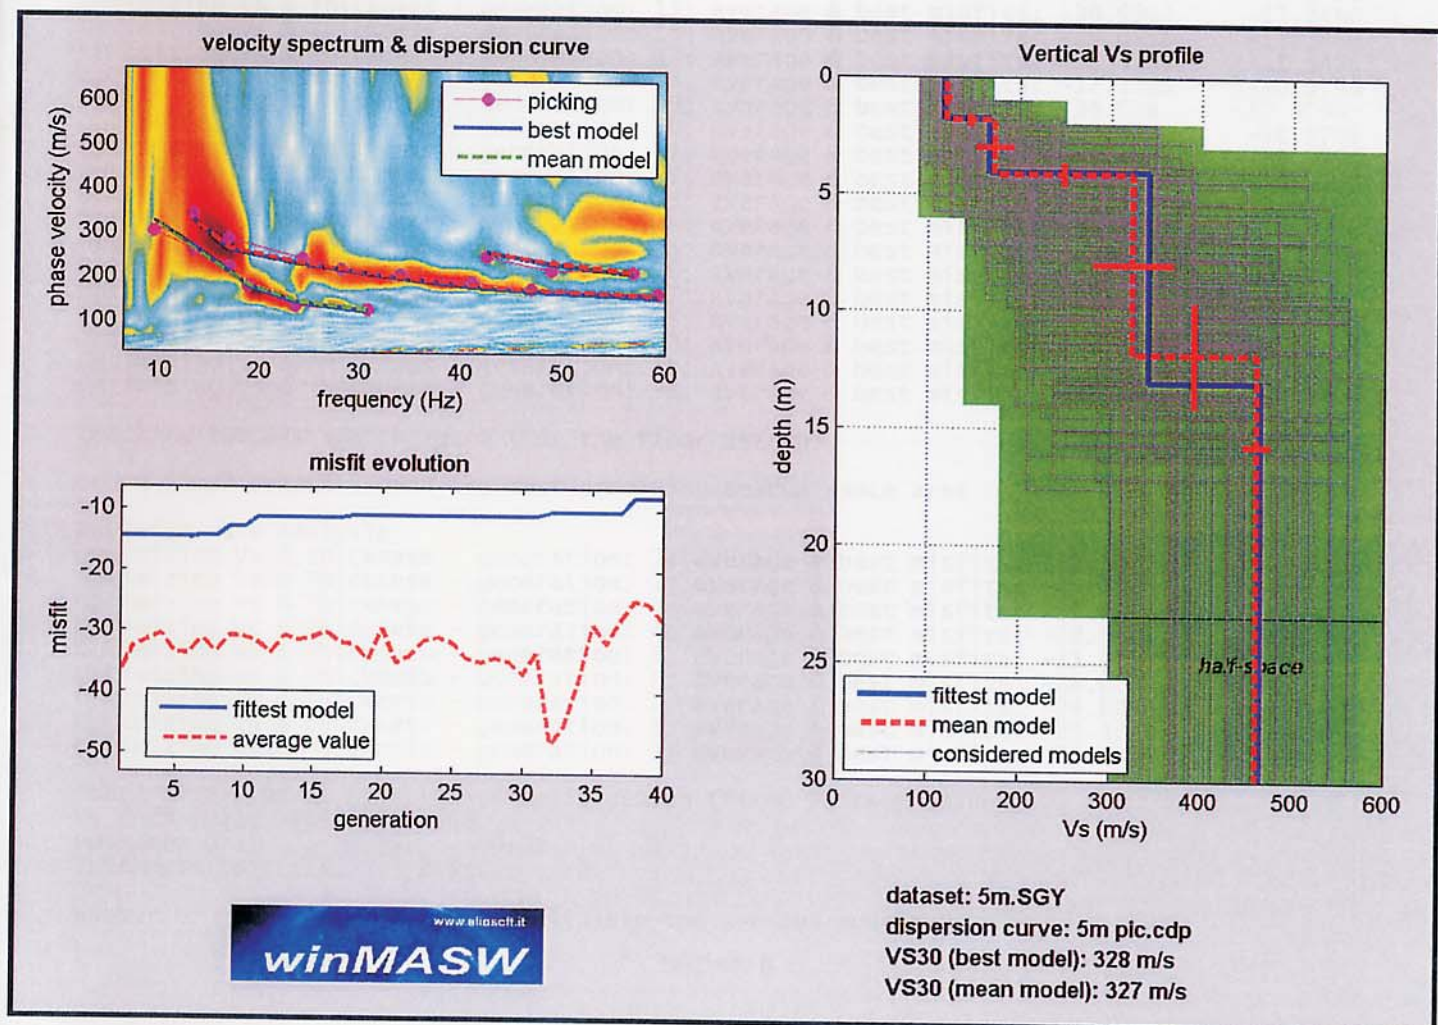 velocity spectrum & dispersion curve
600
500
400
300
200
100
phase velocity (m/s)
picking
best model
mean model
10
20
30
40
50
60
frequency (Hz)
misfit evolution
-10
-20
-30
-40
-50
misfit
fittest model
average value
5
10
15
20
25
30
35
40
generation
www.eliosoft.it
winMASW
Vertical Vs profile
0
5
10
15
20
25
30
depth (m)
half-space
fittest model
mean model
considered models
0
100
200
300
400
500
600
Vs (m/s)
dataset: 5m.SGY
dispersion curve: 5m pic.cdp
VS30 (best model): 328 m/s
VS30 (mean model): 327 m/s